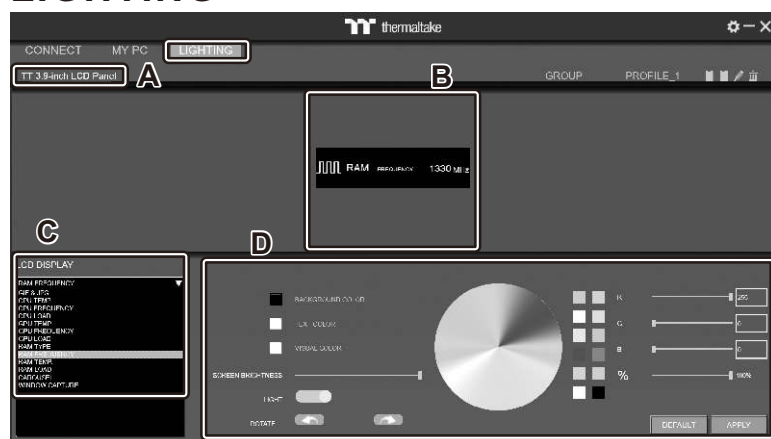 LIGHTING
thermaltake
CONNECT MY PC LIGHTING
TT 3.9-inch LCD Panel A B GROUP PROFILE_1
RAM FREQUENCY 1330 MHz
C D
LCD DISPLAY
RAM FREQUENCY
GIF & JPG
CPU TEMP
CPU FREQUENCY
CPU LOAD
GPU TEMP
GPU FREQUENCY
GPU LOAD
RAM TYPE
RAM FREQUENCY
RAM TEMP.
RAM LOAD
CAROUSEL
WINDOW CAPTURE
BACKGROUND COLOR
TEXT COLOR
VISUAL COLOR
SCREEN BRIGHTNESS
LIGHT
ROTATE
R
G
B
% 100%
DEFAULT APPLY